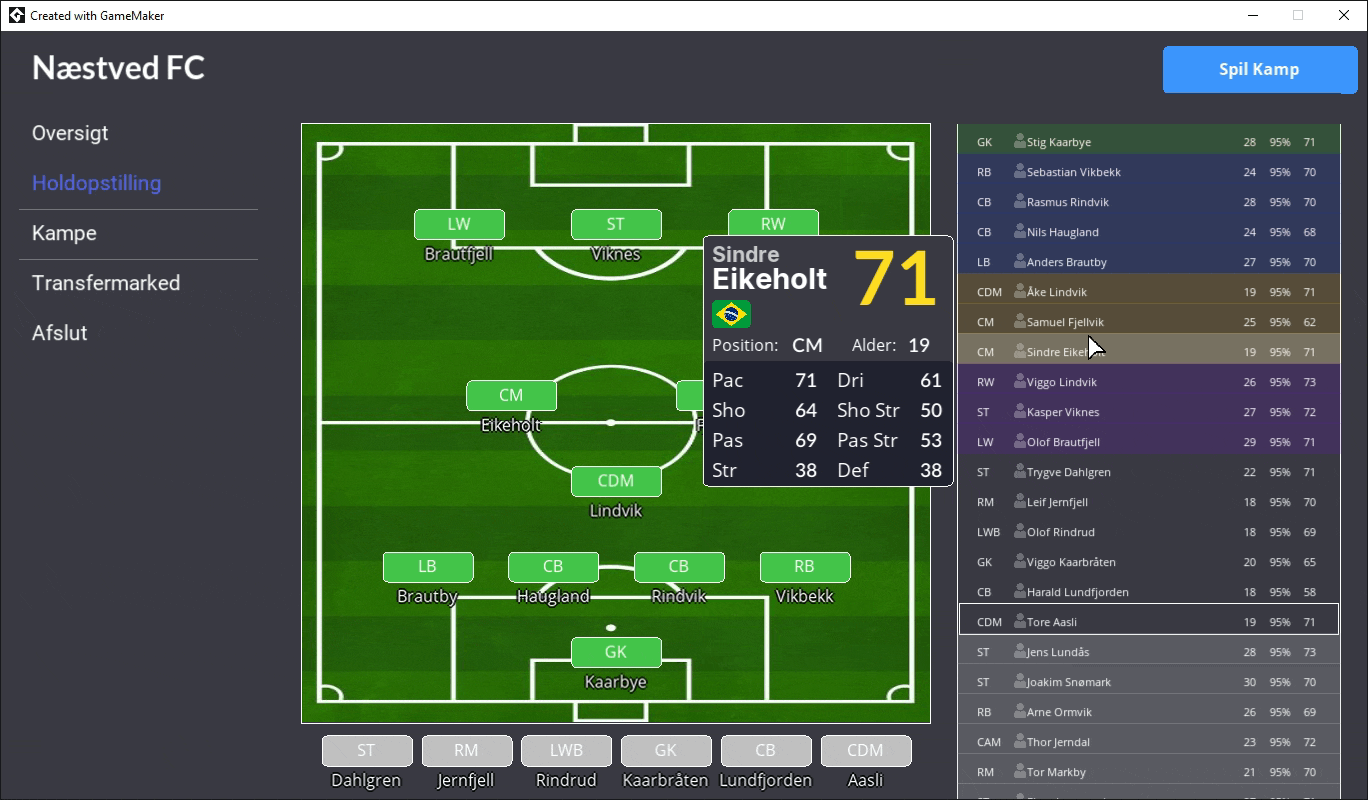 Created with GameMaker
Næstved FC
Spil Kamp
Oversigt
Holdopstilling
Kampe
Transfermarked
Afslut
LW
Brautfjell
ST
Viknes
RW
CM
Eikeholt
CDM
Lindvik
LB
Brautby
CB
Haugland
CB
Rindvik
RB
Vikbekk
GK
Kaarbye
ST
Dahlgren
RM
Jernfjell
LWB
Rindrud
GK
Kaarbråten
CB
Lundfjorden
CDM
Aasli
Sindre
Eikeholt
71
Position: CM Alder: 19
Pac 71 Dri 61
Sho 64 Sho Str 50
Pas 69 Pas Str 53
Str 38 Def 38
GK Stig Kaarbye 28 95% 71
RB Sebastian Vikbekk 24 95% 70
CB Rasmus Rindvik 28 95% 70
CB Nils Haugland 24 95% 68
LB Anders Brautby 27 95% 70
CDM Åke Lindvik 19 95% 71
CM Samuel Fjellvik 25 95% 62
CM Sindre Eikeholt 19 95% 71
RW Viggo Lindvik 26 95% 73
ST Kasper Viknes 27 95% 72
LW Olof Brautfjell 29 95% 71
ST Trygve Dahlgren 22 95% 71
RM Leif Jernfjell 18 95% 70
LWB Olof Rindrud 18 95% 69
GK Viggo Kaarbråten 20 95% 65
CB Harald Lundfjorden 18 95% 58
CDM Tore Aasli 19 95% 71
ST Jens Lundås 28 95% 73
ST Joakim Snømark 30 95% 70
RB Arne Ormvik 26 95% 69
CAM Thor Jerndal 23 95% 72
RM Tor Markby 21 95% 70